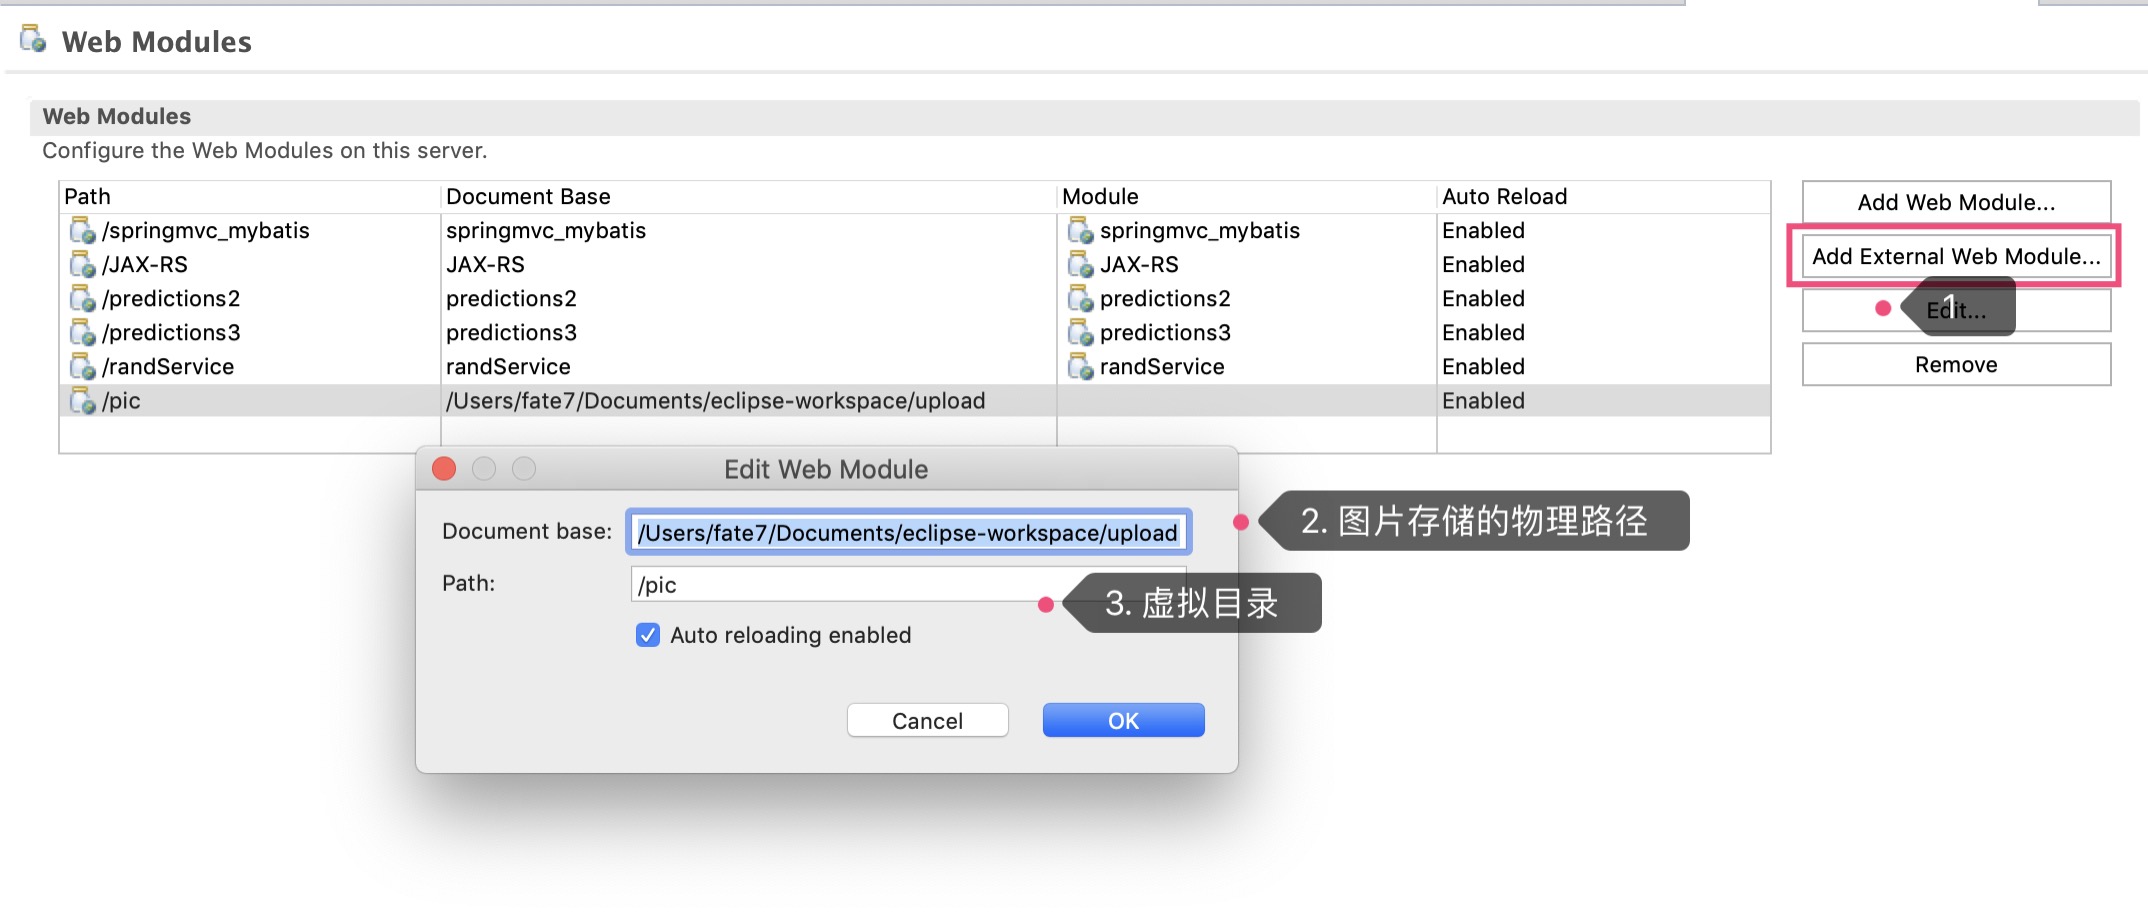 Web Modules
Web Modules
Configure the Web Modules on this server.
Path Document Base Module Auto Reload
/springmvc_mybatis springmvc_mybatis springmvc_mybatis Enabled
/JAX-RS JAX-RS JAX-RS Enabled
/predictions2 predictions2 predictions2 Enabled
/predictions3 predictions3 predictions3 Enabled
/randService randService randService Enabled
/pic /Users/fate7/Documents/eclipse-workspace/upload Enabled
Add Web Module...
Add External Web Module...
1
Edit...
Remove
Edit Web Module
Document base: /Users/fate7/Documents/eclipse-workspace/upload
2. 图片存储的物理路径
Path: /pic
3. 虚拟目录
Auto reloading enabled
Cancel OK